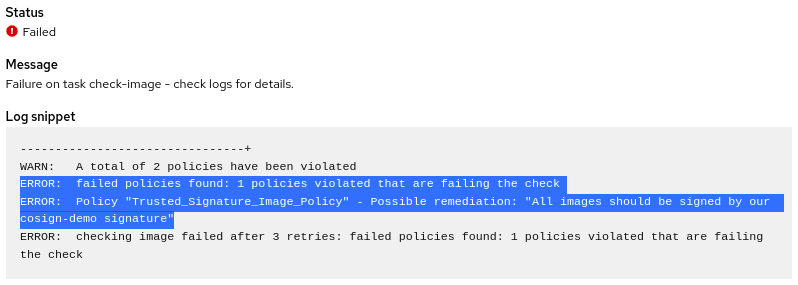 Status
Failed
Message
Failure on task check-image - check logs for details.
Log snippet
--------------------------------+
WARN:   A total of 2 policies have been violated
ERROR:  failed policies found: 1 policies violated that are failing the check
ERROR:  Policy "Trusted_Signature_Image_Policy" - Possible remediation: "All images should be signed by our
cosign-demo signature"
ERROR:  checking image failed after 3 retries: failed policies found: 1 policies violated that are failing
the check